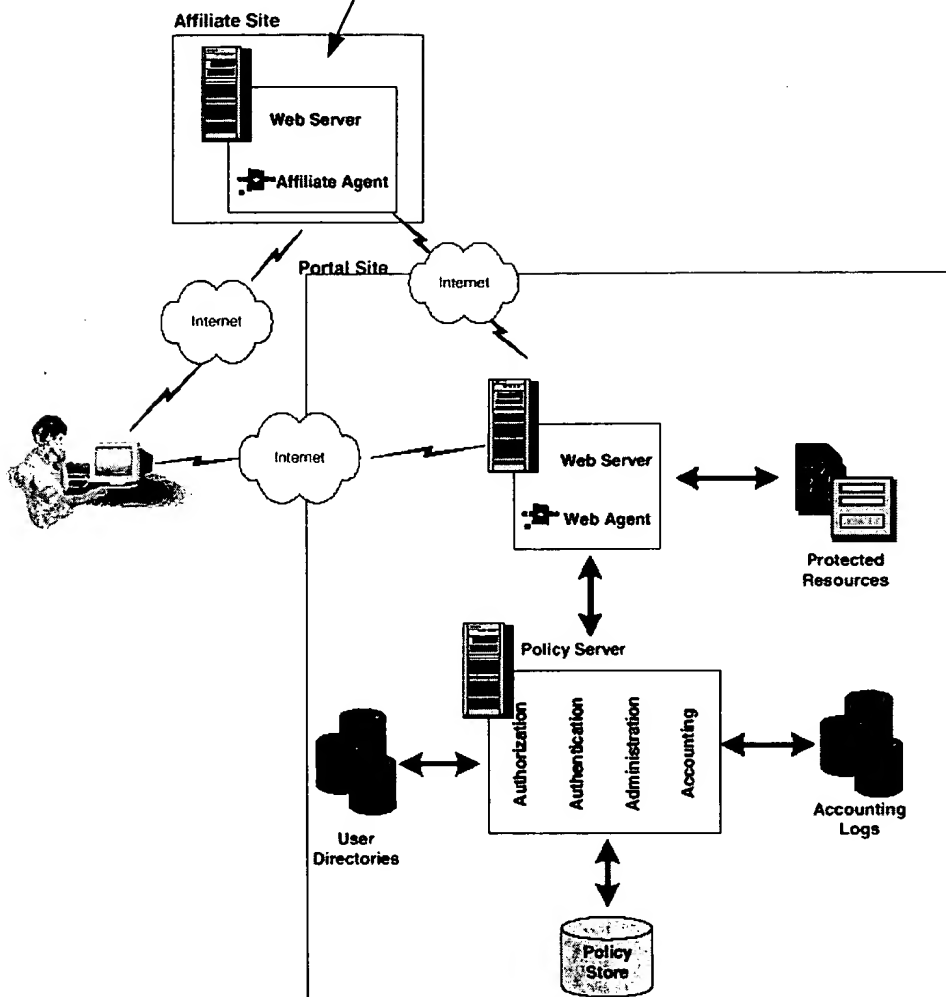 Affiliate Site
Web Server
Affiliate Agent
Portal Site
Internet
Internet
Internet
Web Server
Web Agent
Protected
Resources
Policy Server
Authorization
Authentication
Administration
Accounting
User
Directories
Accounting
Logs
Policy
Store